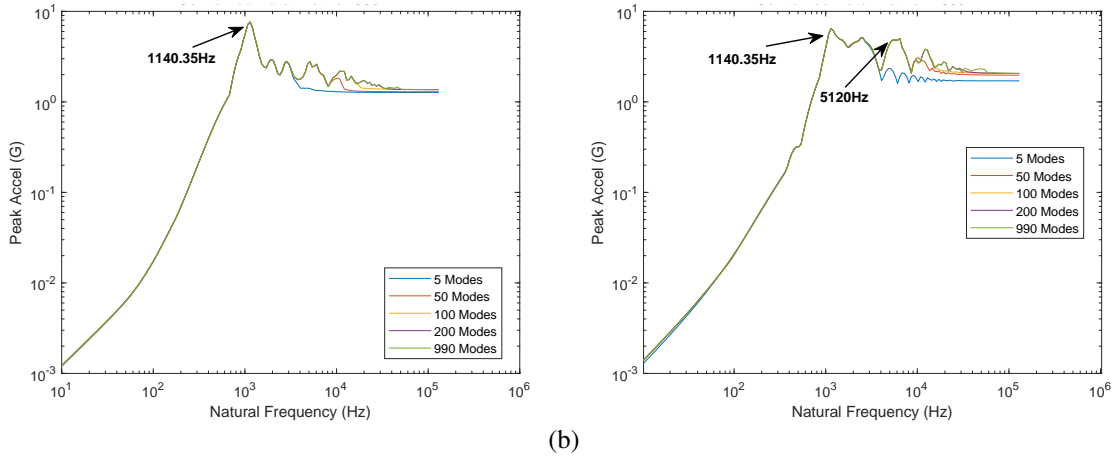 10^1
10^0
10^-1
10^-2
10^-3
Peak Accel (G)
1140.35Hz
5 Modes
50 Modes
100 Modes
200 Modes
990 Modes
10^1 10^2 10^3 10^4 10^5 10^6
Natural Frequency (Hz)
10^1
10^0
10^-1
10^-2
10^-3
Peak Accel (G)
1140.35Hz
5120Hz
5 Modes
50 Modes
100 Modes
200 Modes
990 Modes
10^2 10^3 10^4 10^5 10^6
Natural Frequency (Hz)
(b)